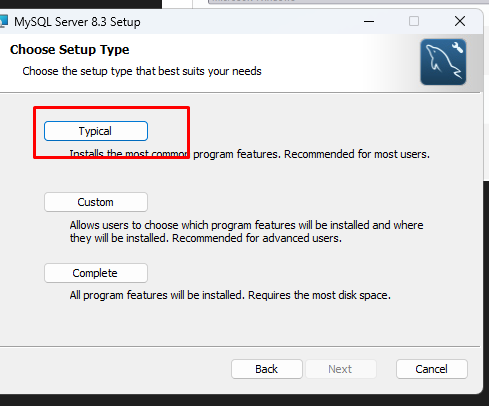 MySQL Server 8.3 Setup
Choose Setup Type
Choose the setup type that best suits your needs
Typical
Installs the most common program features. Recommended for most users.
Custom
Allows users to choose which program features will be installed and where
they will be installed. Recommended for advanced users.
Complete
All program features will be installed. Requires the most disk space.
Back
Next
Cancel